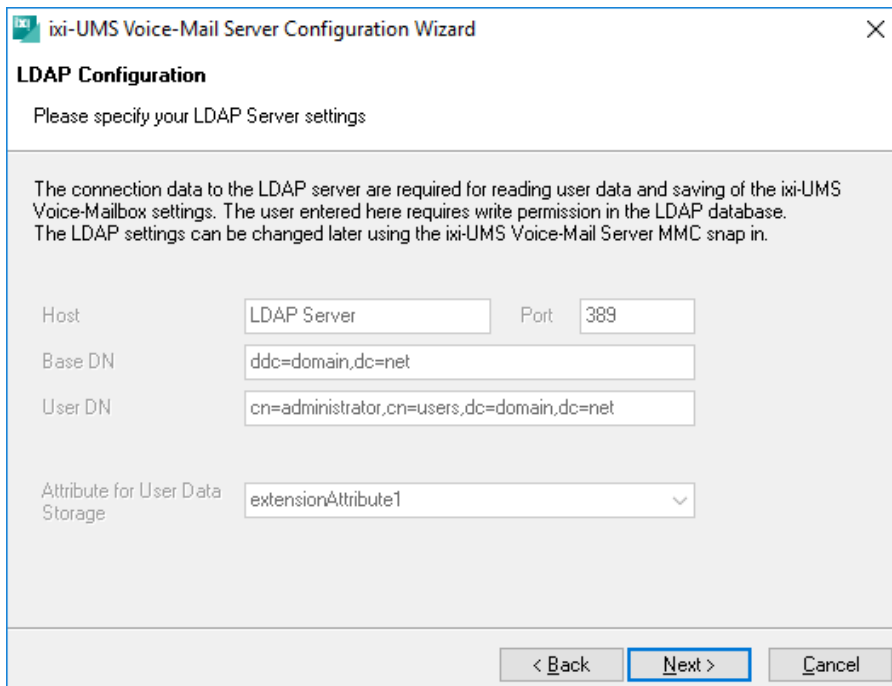 ixi
ixi-UMS Voice-Mail Server Configuration Wizard
LDAP Configuration
Please specify your LDAP Server settings
The connection data to the LDAP server are required for reading user data and saving of the ixi-UMS
Voice-Mailbox settings. The user entered here requires write permission in the LDAP database.
The LDAP settings can be changed later using the ixi-UMS Voice-Mail Server MMC snap in.
Host LDAP Server Port 389
Base DN ddc=domain,dc=net
User DN cn=administrator,cn=users,dc=domain,dc=net
Attribute for User Data
Storage extensionAttribute1
< Back Next > Cancel